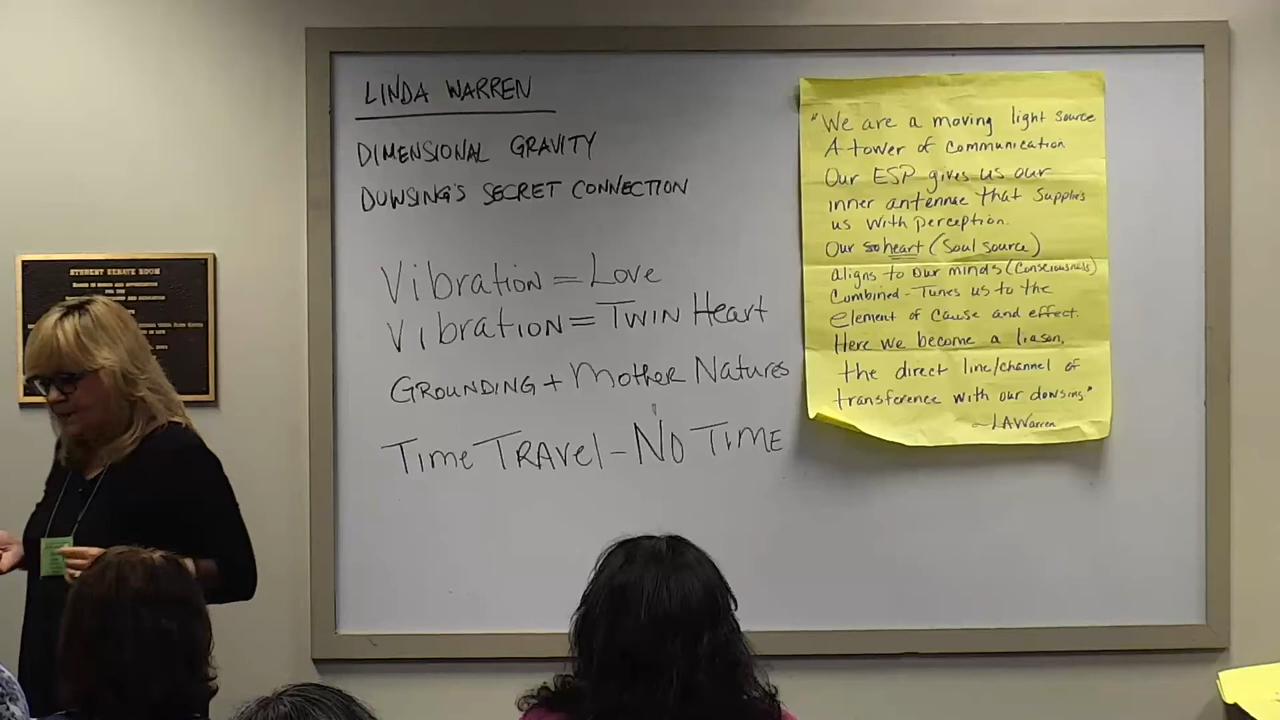 LINDA WARREN
DIMENSIONAL GRAVITY
DOWSING'S SECRET CONNECTION
Vibration = Love
Vibration = Twin Heart
GROUNDING + Mother Natures
Time Travel - No Time
"We are a moving light source
A tower of communication
Our ESP gives us our
inner antennae that supplies
us with perception.
Our soheart (Soul source)
aligns to our minds (Consciousness)
Combined - Tunes us to the
element of cause and effect.
Here we become a liason,
the direct line/channel of
transference with our dowsing"
~LAWarren
STUDENT SENATE ROOM